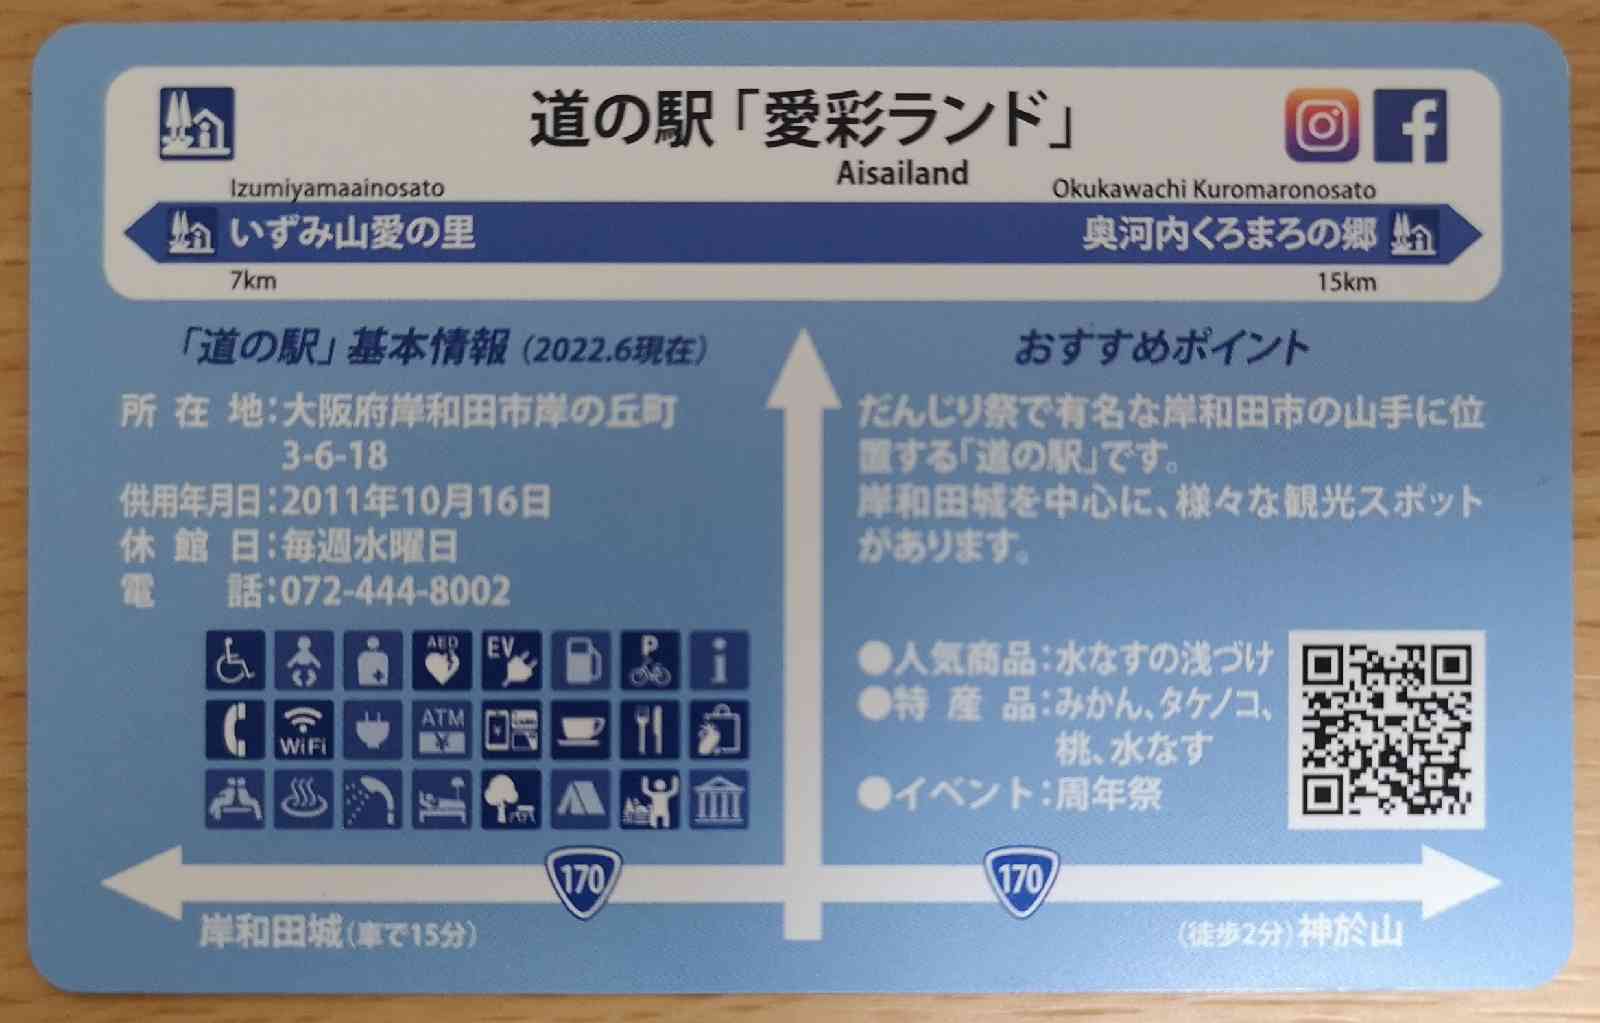 道の駅「愛彩ランド」
Aisailand
Izumiyamaainosato
Okukawachi Kuromaronosato
いずみ山愛の里
奥河内くろまろの郷
7km
15km
「道の駅」基本情報（2022.6現在）
所在地：大阪府岸和田市岸の丘町
3-6-18
供用年月日：2011年10月16日
休館日：毎週水曜日
電話：072-444-8002
AED
EV
P
i
WiFi
ATM
¥
¥
おすすめポイント
だんじり祭で有名な岸和田市の山手に位
置する「道の駅」です。
岸和田城を中心に、様々な観光スポット
があります。
●人気商品：水なすの浅づけ
●特産品：みかん、タケノコ、
桃、水なす
●イベント：周年祭
170
170
岸和田城（車で15分）
（徒歩2分）神於山